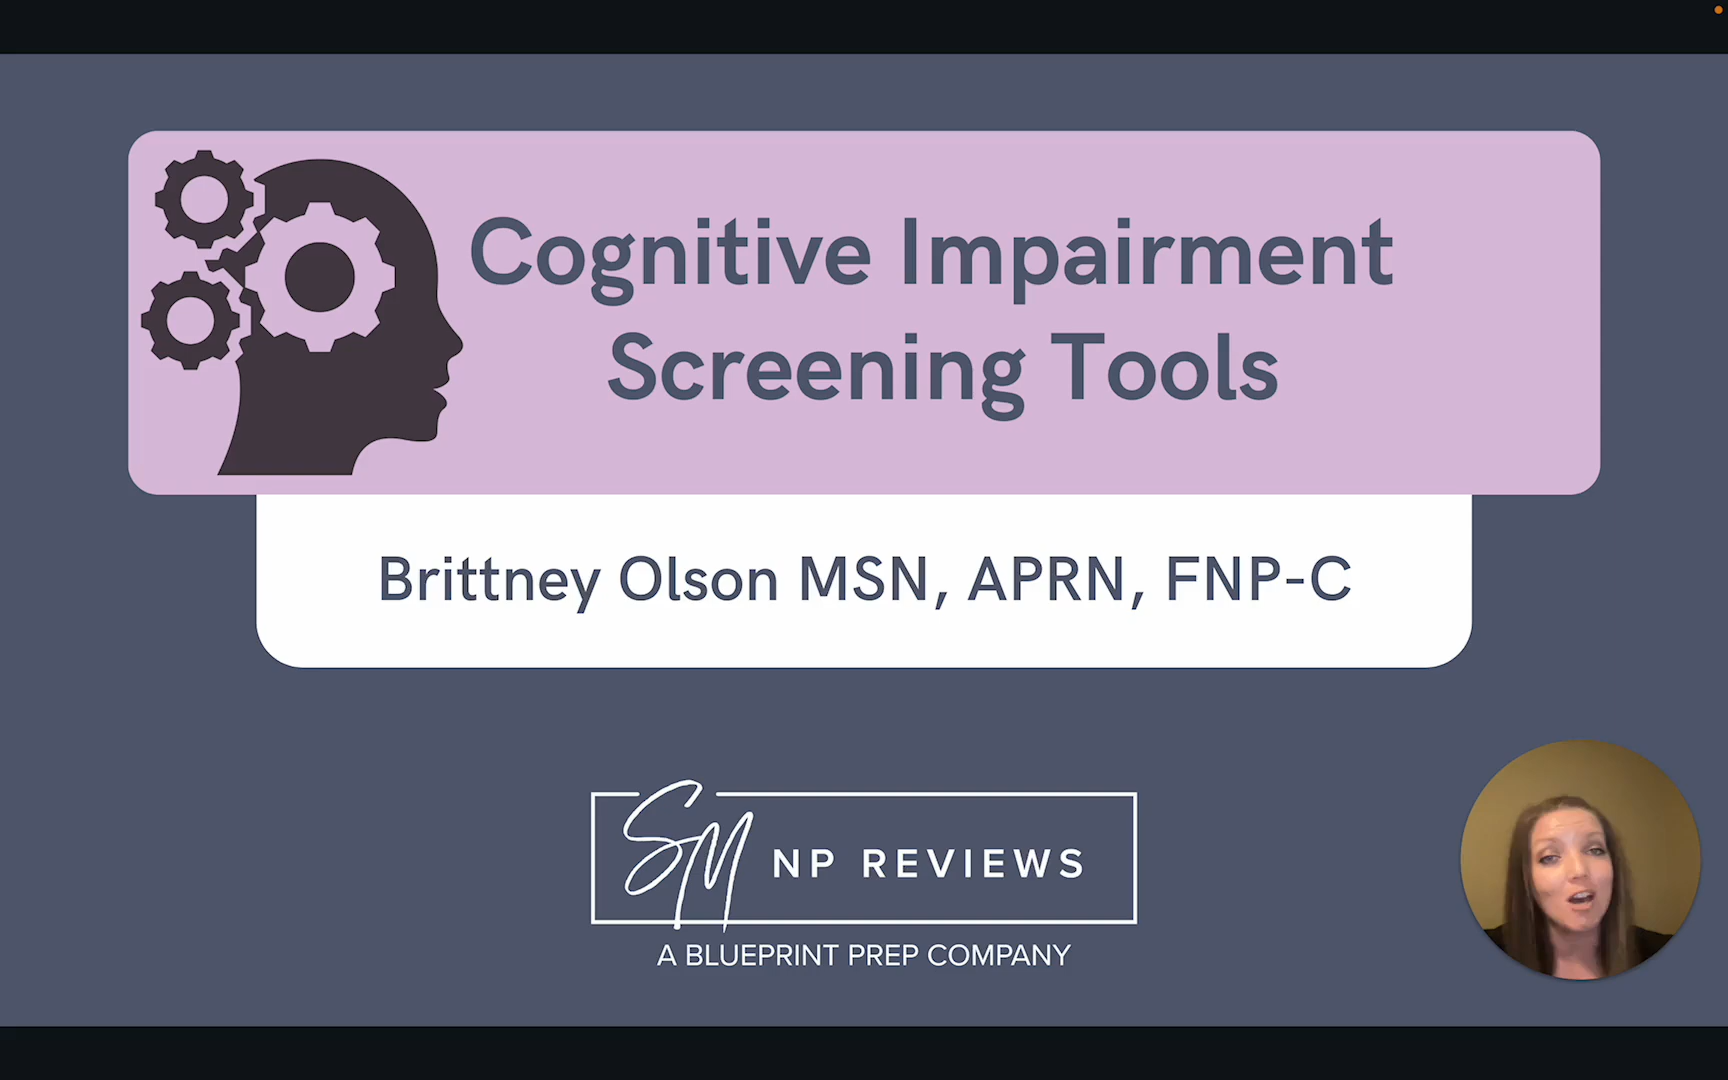 Cognitive Impairment
Screening Tools
Brittney Olson MSN, APRN, FNP-C
SM NP REVIEWS
A BLUEPRINT PREP COMPANY